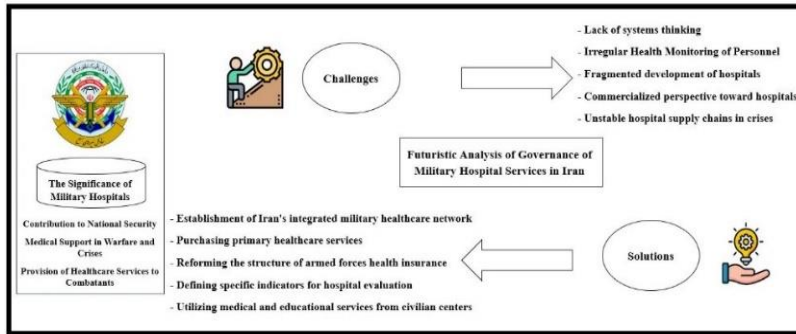 The Significance of
Military Hospitals
Contribution to National Security
Medical Support in Warfare and
Crises
Provision of Healthcare Services to
Combatants
Challenges
- Lack of systems thinking
- Irregular Health Monitoring of Personnel
- Fragmented development of hospitals
- Commercialized perspective toward hospitals
- Unstable hospital supply chains in crises
Futuristic Analysis of Governance of
Military Hospital Services in Iran
- Establishment of Iran's integrated military healthcare network
- Purchasing primary healthcare services
- Reforming the structure of armed forces health insurance
- Defining specific indicators for hospital evaluation
- Utilizing medical and educational services from civilian centers
Solutions